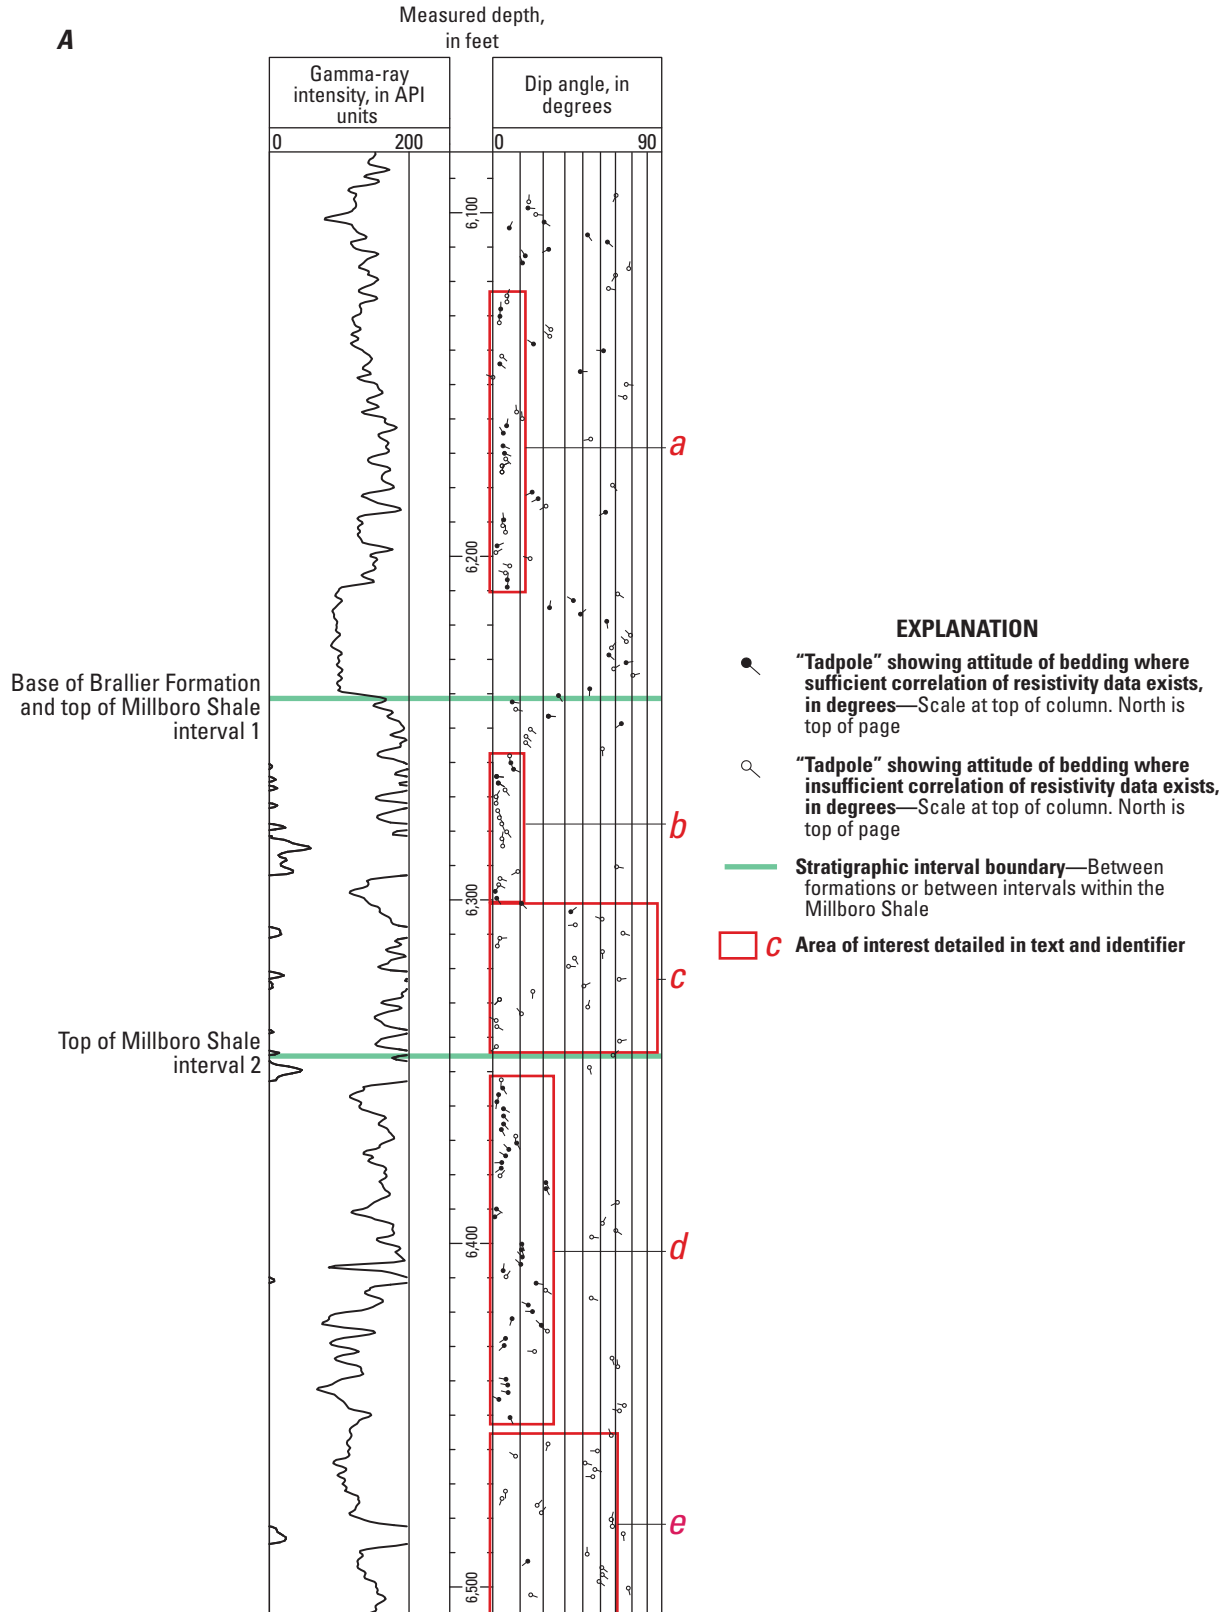 A
Measured depth,
in feet
Gamma-ray
intensity, in API
units
Dip angle, in
degrees
0
200
0
90
6,100
a
6,200
Base of Brallier Formation
and top of Millboro Shale
interval 1
b
6,300
c
Top of Millboro Shale
interval 2
6,400
d
e
6,500
EXPLANATION
“Tadpole” showing attitude of bedding where
sufficient correlation of resistivity data exists,
in degrees—Scale at top of column. North is
top of page
“Tadpole” showing attitude of bedding where
insufficient correlation of resistivity data exists,
in degrees—Scale at top of column. North is
top of page
Stratigraphic interval boundary—Between
formations or between intervals within the
Millboro Shale
c Area of interest detailed in text and identifier